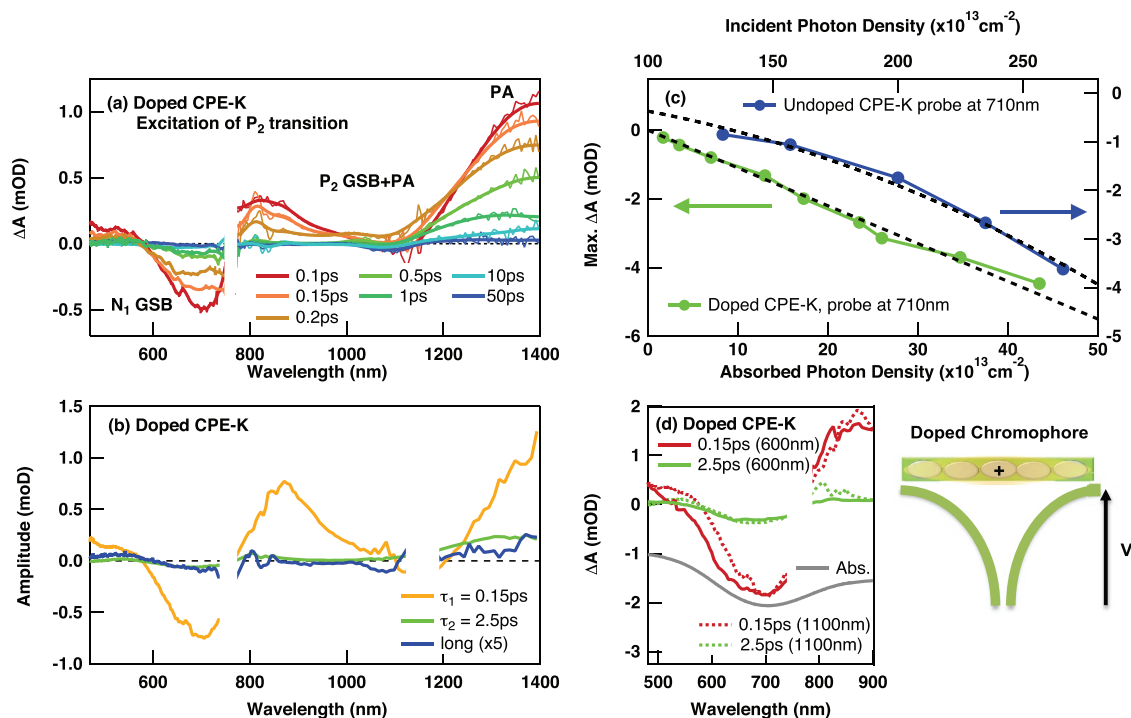 (a) Doped CPE-K
Excitation of P2 transition
PA
P2 GSB+PA
N1 GSB
0.1ps
0.15ps
0.2ps
0.5ps
1ps
10ps
50ps
1.0
0.5
0.0
-0.5
ΔA (mOD)
600
800
1000
1200
1400
Wavelength (nm)
Incident Photon Density (x10^13cm^-2)
100
150
200
250
(c)
Undoped CPE-K probe at 710nm
Doped CPE-K, probe at 710nm
0
-2
-4
-6
Max. ΔA (mOD)
0
-1
-2
-3
-4
-5
0
10
20
30
40
50
Absorbed Photon Density (x10^13cm^-2)
(b) Doped CPE-K
τ1 = 0.15ps
τ2 = 2.5ps
long (x5)
1.5
1.0
0.5
0.0
-0.5
-1.0
Amplitude (moD)
600
800
1000
1200
1400
Wavelength (nm)
(d) Doped CPE-K
0.15ps (600nm)
2.5ps (600nm)
Abs.
0.15ps (1100nm)
2.5ps (1100nm)
2
1
0
-1
-2
-3
ΔA (mOD)
500
600
700
800
900
Wavelength (nm)
Doped Chromophore
+
V